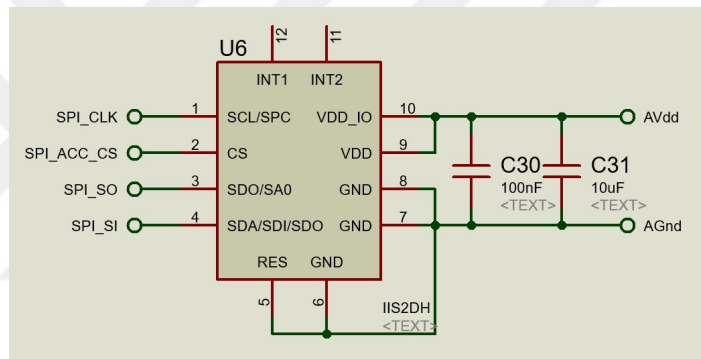 12
11
U6
INT1 INT2
SPI_CLK 1 SCL/SPC VDD_IO 10 AVdd
SPI_ACC_CS 2 CS VDD 9
C30 C31
SPI_SO 3 SDO/SA0 GND 8 100nF 10uF
<TEXT> <TEXT>
SPI_SI 4 SDA/SDI/SDO GND 7 AGnd
RES GND
5 6
IIS2DH
<TEXT>